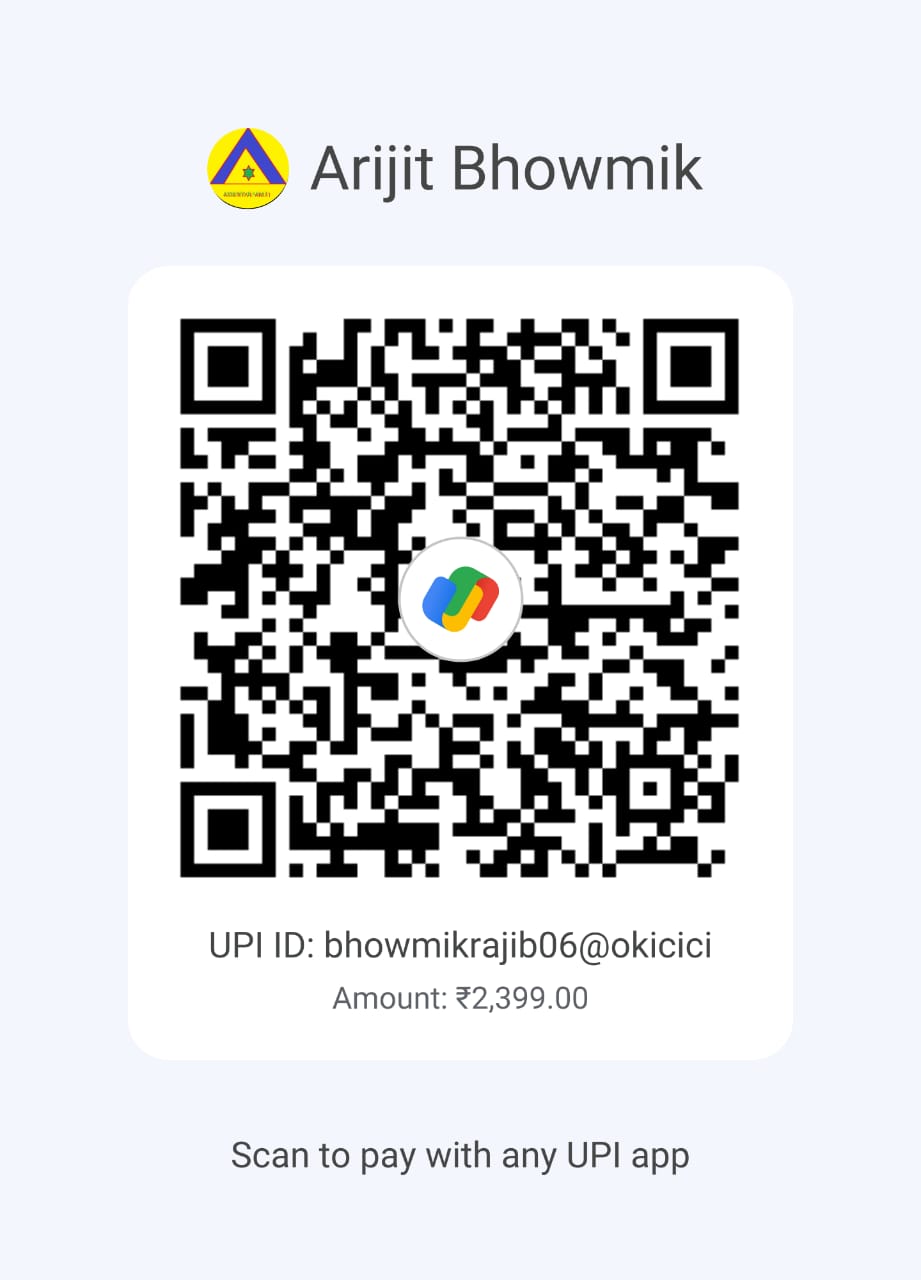 Arijit Bhowmik
UPI ID: bhowmikrajib06@okicici
Amount: ₹2,399.00
Scan to pay with any UPI app